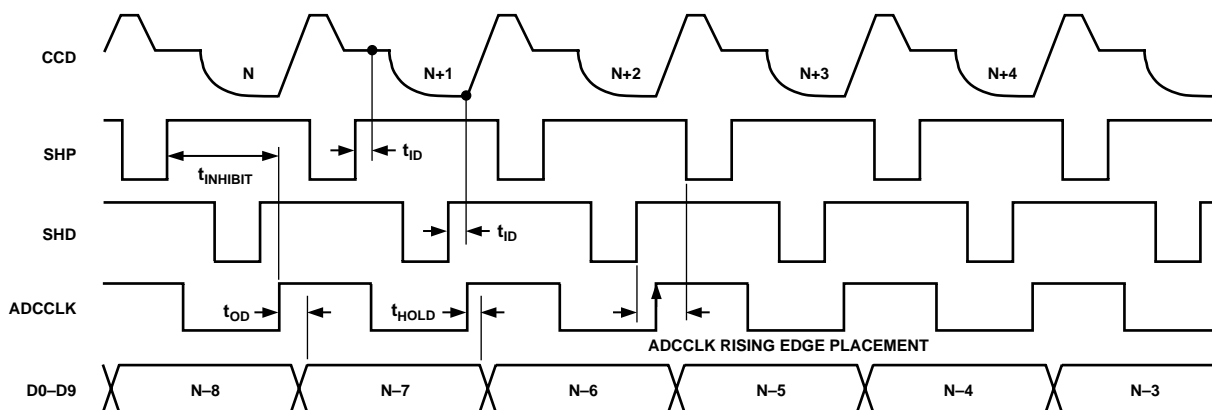 CCD N N+1 N+2 N+3 N+4
SHP tINHIBIT tID
SHD tID
ADCCLK tOD tHOLD
ADCCLK RISING EDGE PLACEMENT
D0–D9 N–8 N–7 N–6 N–5 N–4 N–3